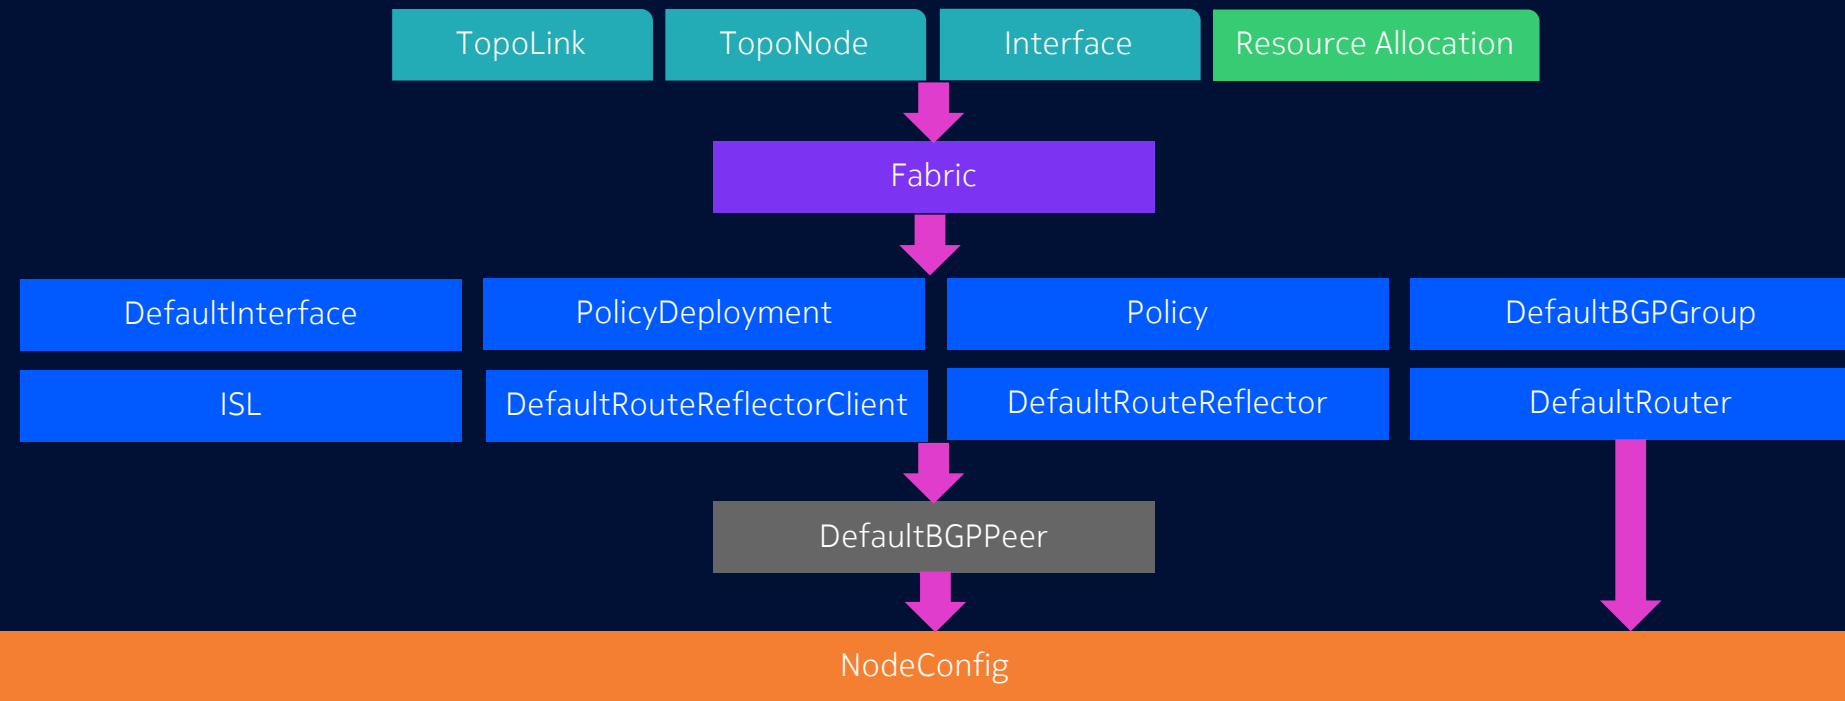 TopoLink
TopoNode
Interface
Resource Allocation
Fabric
DefaultInterface
PolicyDeployment
Policy
DefaultBGPGroup
ISL
DefaultRouteReflectorClient
DefaultRouteReflector
DefaultRouter
DefaultBGPPeer
NodeConfig